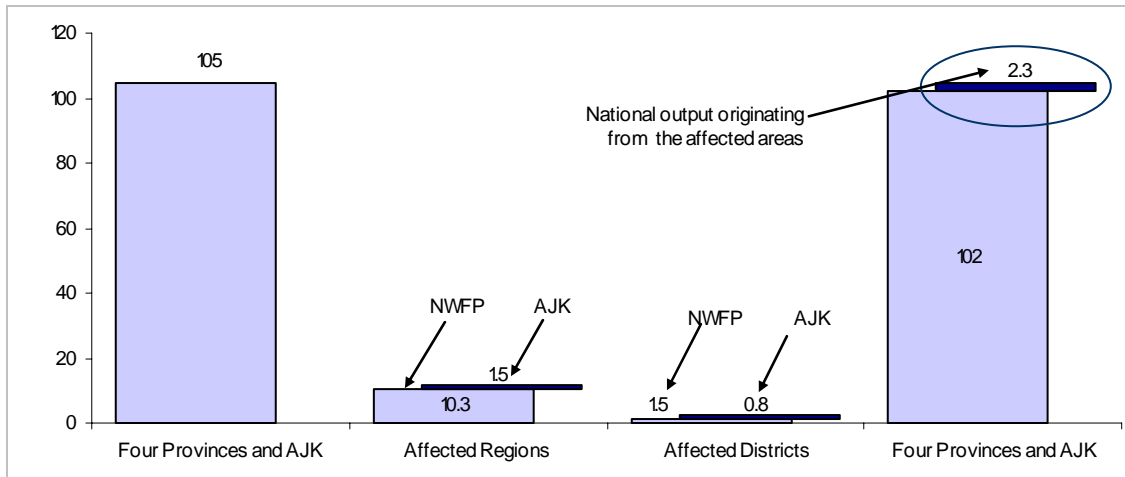 120
100
80
60
40
20
0
105
NWFP
AJK
1.5
10.3
NWFP
AJK
1.5
0.8
2.3
National output originating
from the affected areas
102
Four Provinces and AJK
Affected Regions
Affected Districts
Four Provinces and AJK